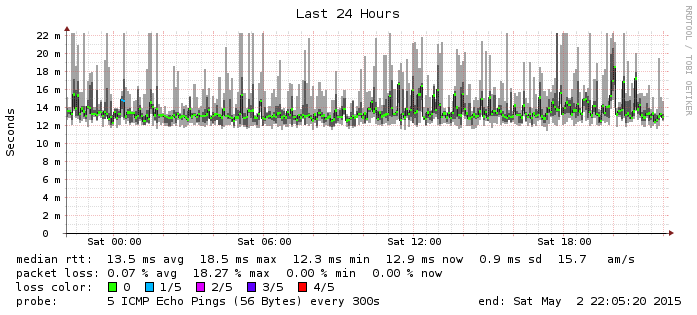 Last 24 Hours
RRDTOOL / TOBI OETIKER
Seconds
22 m
20 m
18 m
16 m
14 m
12 m
10 m
8 m
6 m
4 m
2 m
0
Sat 00:00 Sat 06:00 Sat 12:00 Sat 18:00
median rtt: 13.5 ms avg 18.5 ms max 12.3 ms min 12.9 ms now 0.9 ms sd 15.7 am/s
packet loss: 0.07 % avg 18.27 % max 0.00 % min 0.00 % now
loss color: 0 1/5 2/5 3/5 4/5
probe: 5 ICMP Echo Pings (56 Bytes) every 300s end: Sat May 2 22:05:20 2015